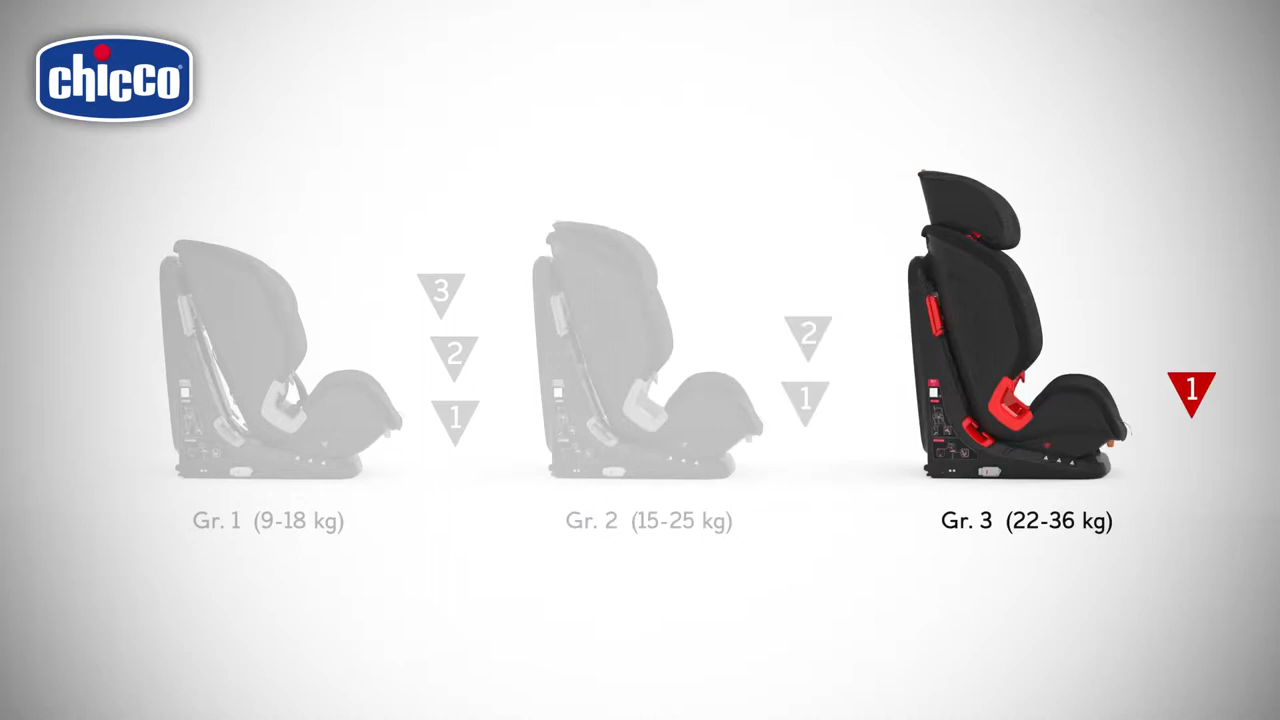 chicco
3
2
2
1
1
1
Gr. 1 (9-18 kg)
Gr. 2 (15-25 kg)
Gr. 3 (22-36 kg)